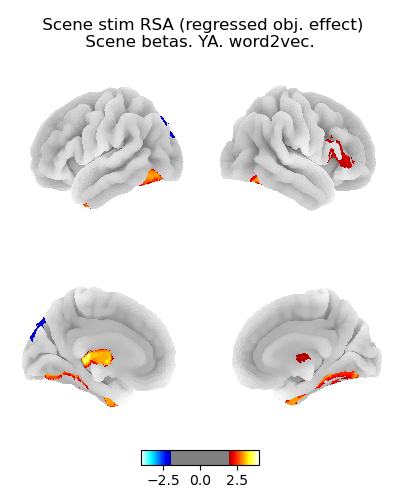 Scene stim RSA (regressed obj. effect)
Scene betas. YA. word2vec.
−2.5 0.0 2.5